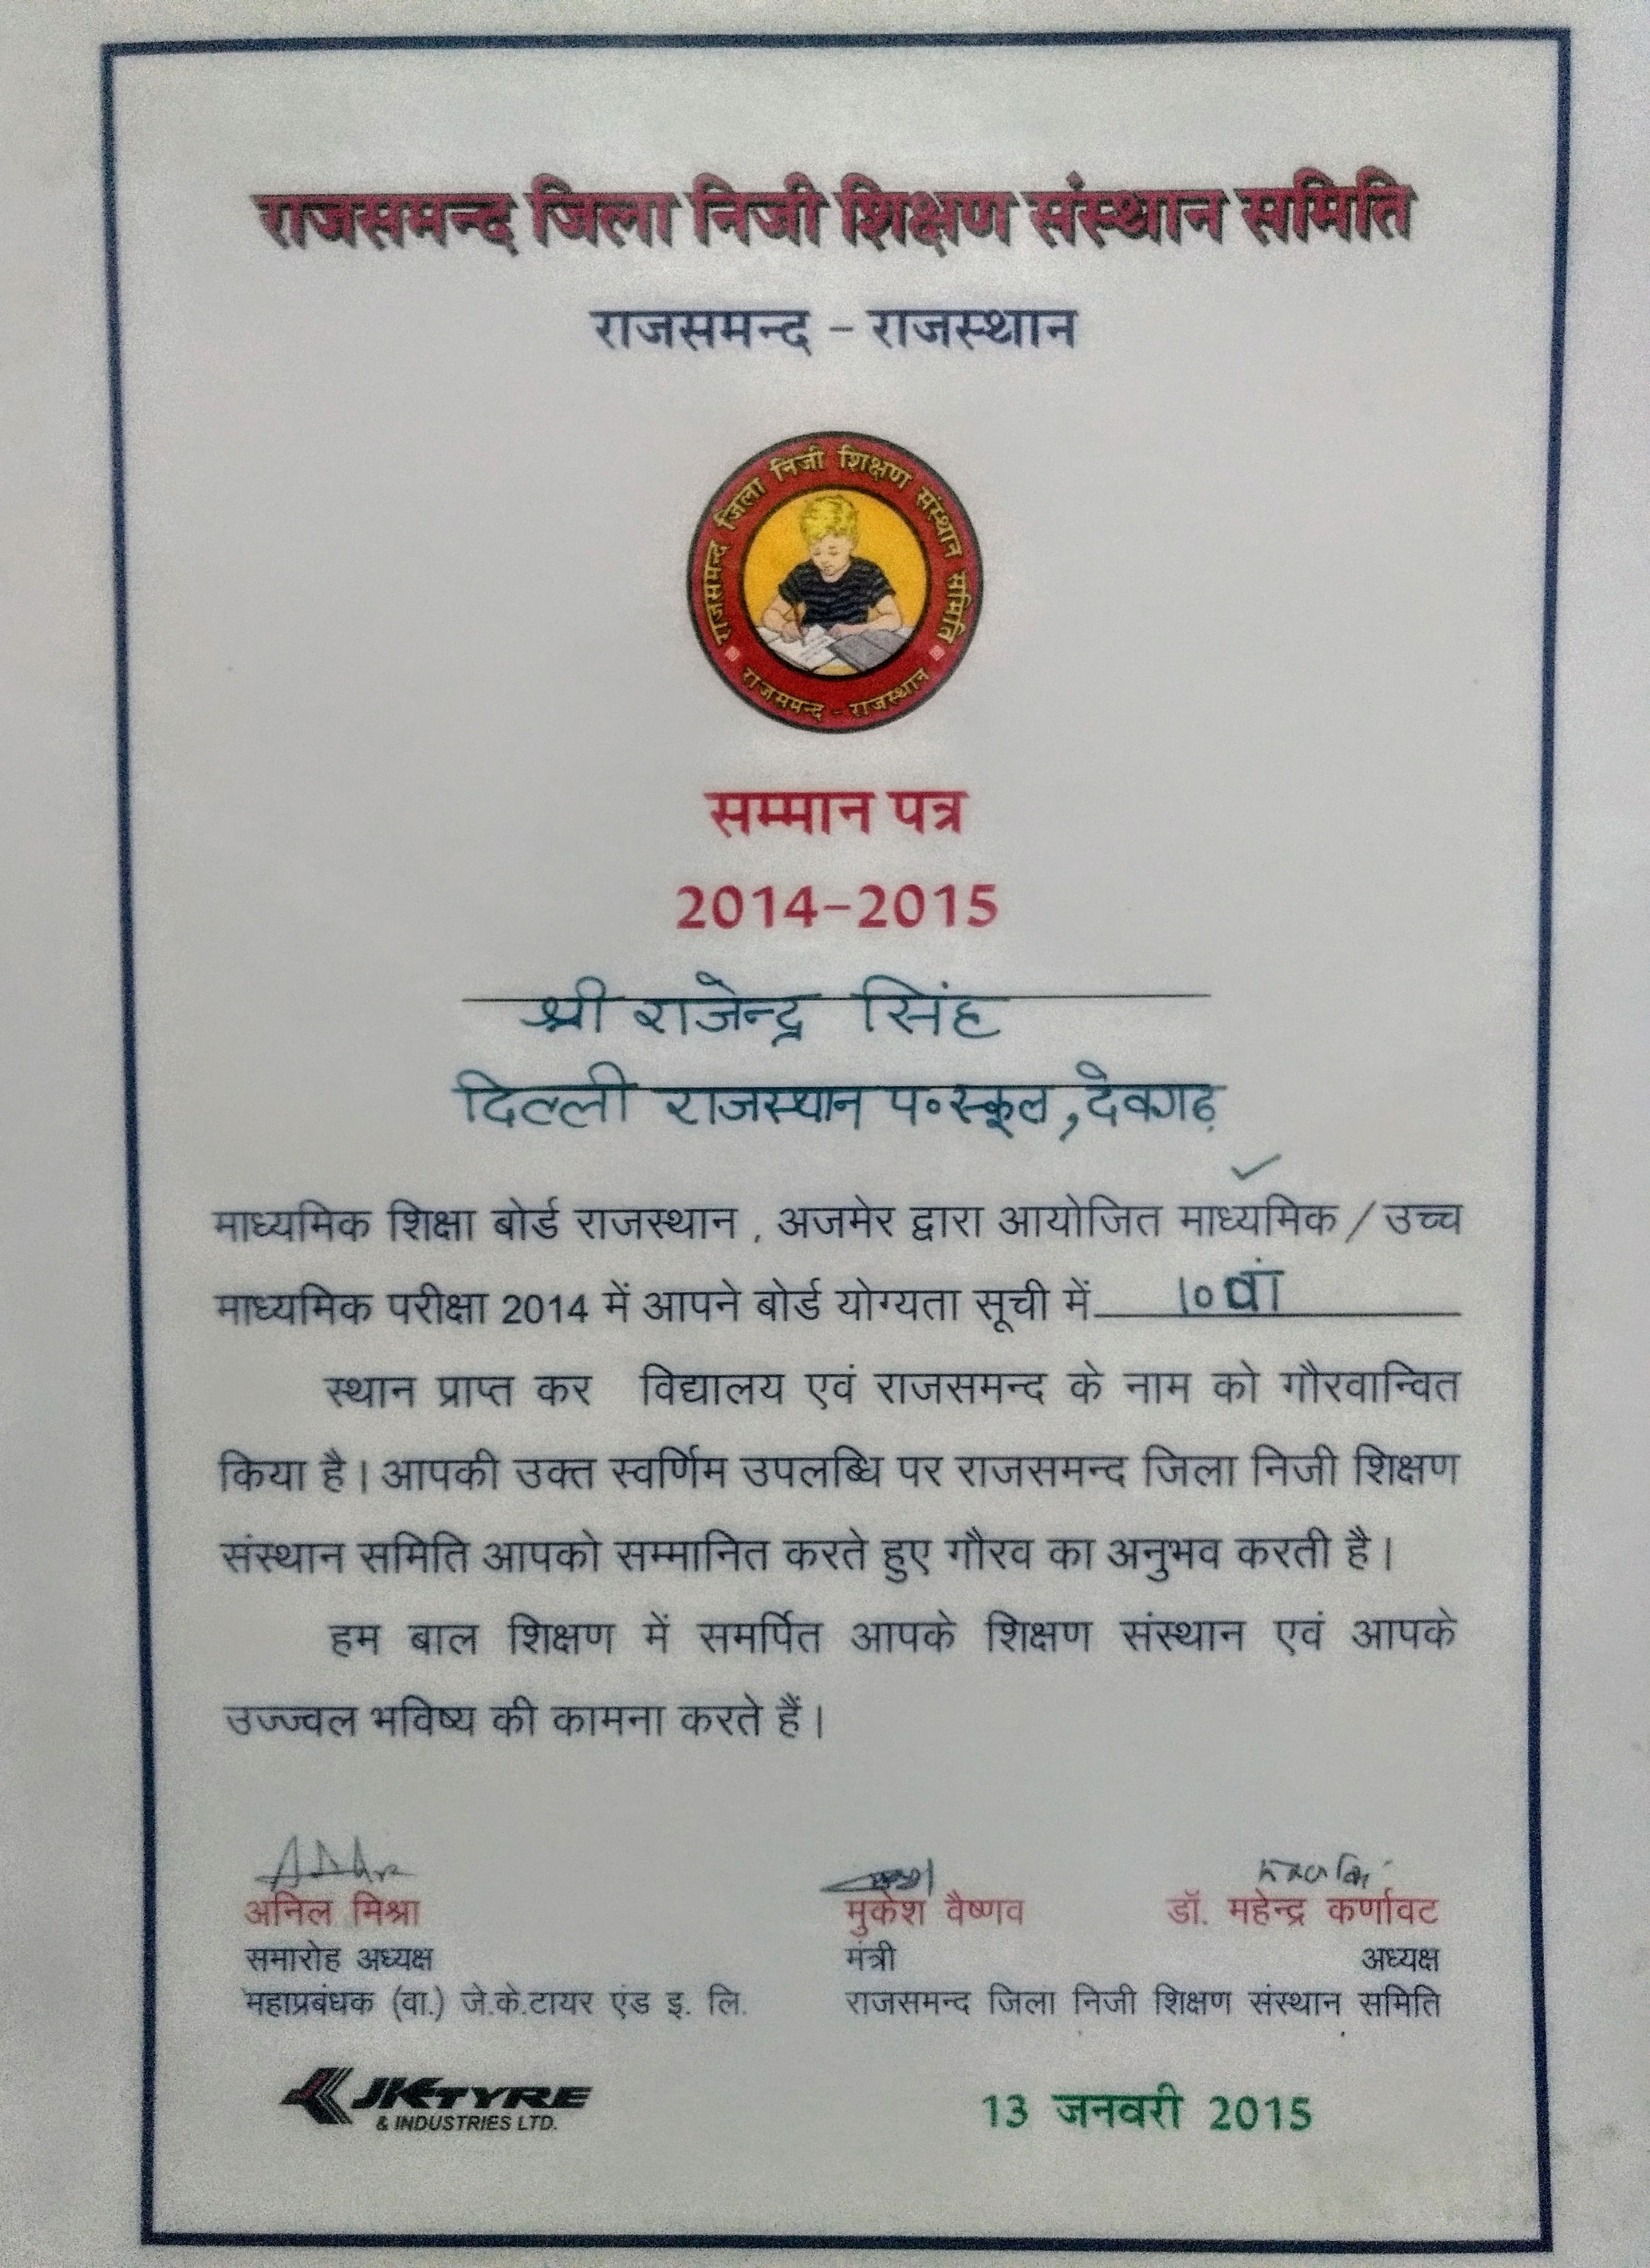 राजसमन्द जिला निजी शिक्षण संस्थान समिति
राजसमन्द - राजस्थान
राजसमन्द जिला निजी शिक्षण संस्थान समिति
राजसमन्द - राजस्थान
सम्मान पत्र
2014-2015
श्री राजेन्द्र सिंह
दिल्ली राजस्थान प॰ स्कूल, देवगढ़
माध्यमिक शिक्षा बोर्ड राजस्थान , अजमेर द्वारा आयोजित माध्यमिक / उच्च
माध्यमिक परीक्षा 2014 में आपने बोर्ड योग्यता सूची में १०वां
स्थान प्राप्त कर विद्यालय एवं राजसमन्द के नाम को गौरवान्वित
किया है। आपकी उक्त स्वर्णिम उपलब्धि पर राजसमन्द जिला निजी शिक्षण
संस्थान समिति आपको सम्मानित करते हुए गौरव का अनुभव करती है।
हम बाल शिक्षण में समर्पित आपके शिक्षण संस्थान एवं आपके
उज्ज्वल भविष्य की कामना करते हैं।
अनिल मिश्रा मुकेश वैष्णव डॉ. महेन्द्र कर्णावट
समारोह अध्यक्ष मंत्री अध्यक्ष
महाप्रबंधक (वा.) जे.के.टायर एंड इ. लि. राजसमन्द जिला निजी शिक्षण संस्थान समिति
JK TYRE
& INDUSTRIES LTD.
13 जनवरी 2015